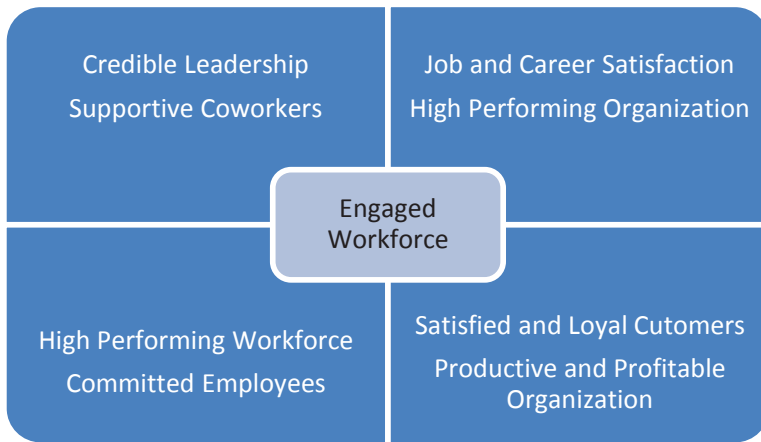 Credible Leadership
Supportive Coworkers
Job and Career Satisfaction
High Performing Organization
Engaged
Workforce
High Performing Workforce
Committed Employees
Satisfied and Loyal Cutomers
Productive and Profitable
Organization